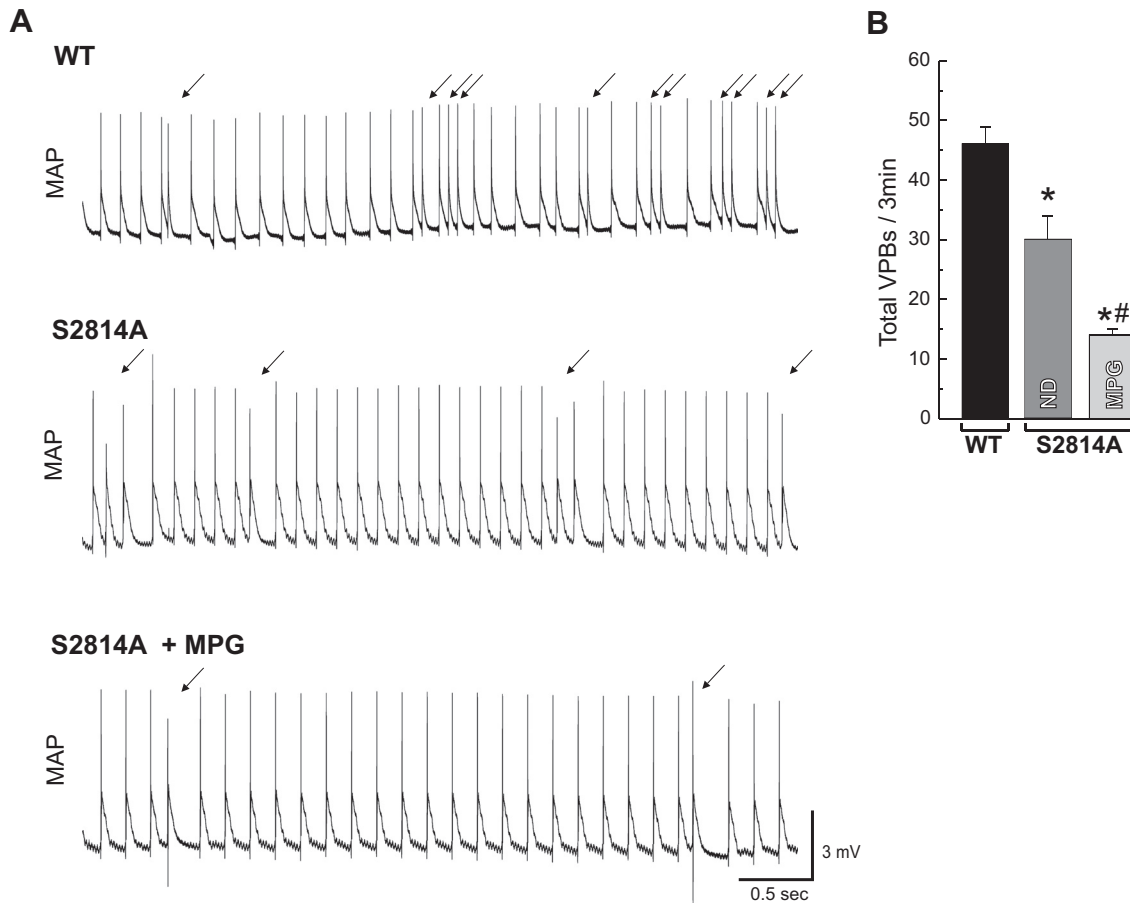 A
WT
MAP
S2814A
MAP
S2814A + MPG
MAP
3 mV
0.5 sec
B
Total VPBs / 3min
60
50
40
30
20
10
0
*
*#
ND
MPG
WT
S2814A